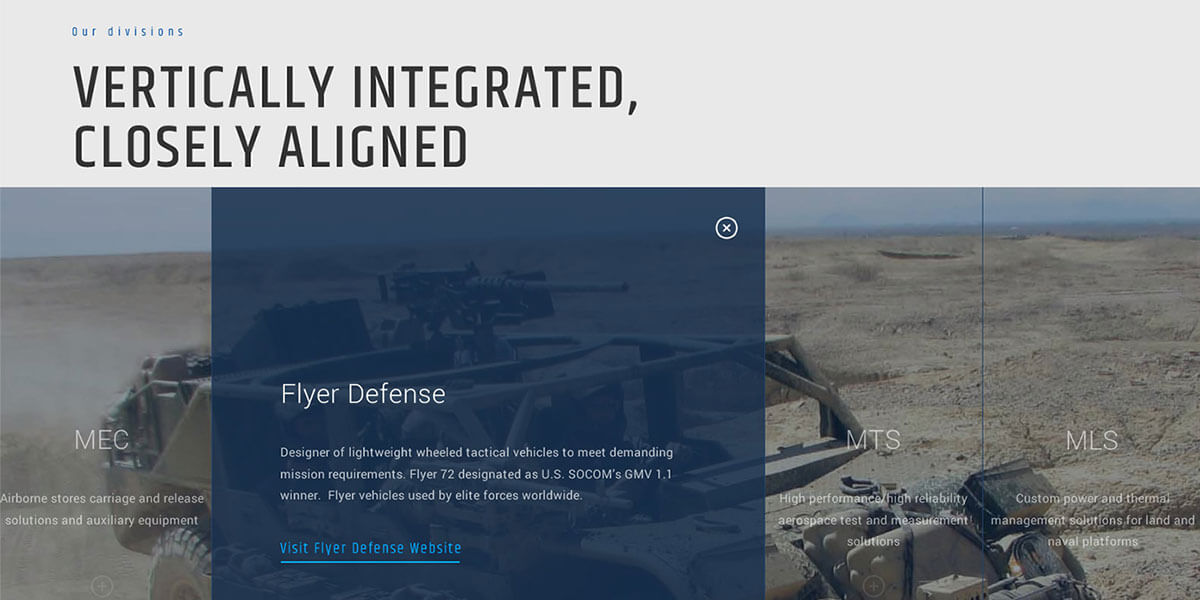 Our divisions
VERTICALLY INTEGRATED,
CLOSELY ALIGNED
MEC
Airborne stores carriage and release
solutions and auxiliary equipment
Flyer Defense
Designer of lightweight wheeled tactical vehicles to meet demanding
mission requirements. Flyer 72 designated as U.S. SOCOM's GMV 1.1
winner.  Flyer vehicles used by elite forces worldwide.
Visit Flyer Defense Website
MTS
High performance/high reliability
aerospace test and measurement
solutions
MLS
Custom power and thermal
management solutions for land and
naval platforms